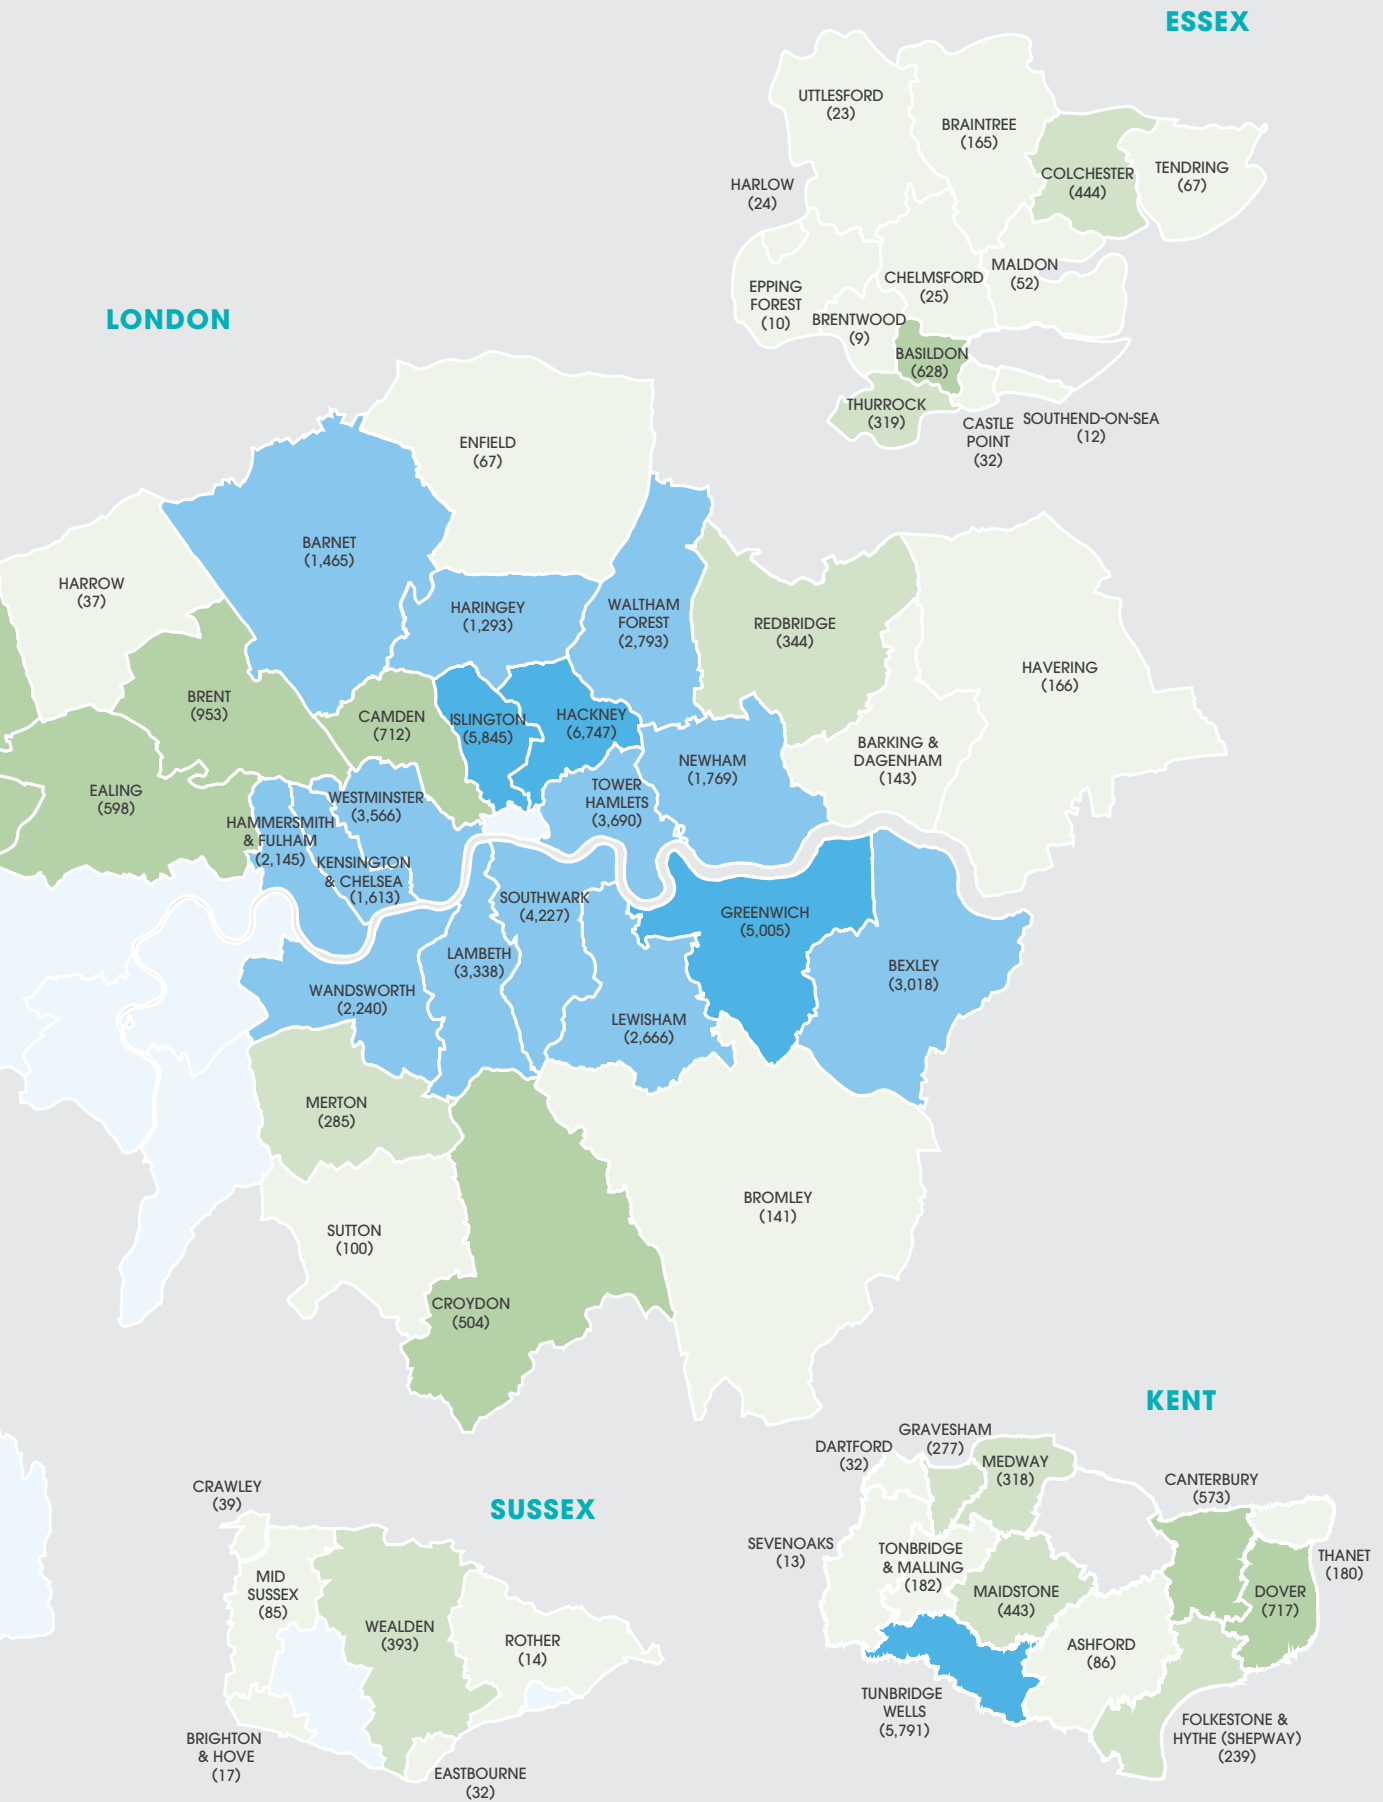 ESSEX
UTTLESFORD
(23)
BRAINTREE
(165)
COLCHESTER
(444)
TENDRING
(67)
HARLOW
(24)
EPPING
FOREST
(10)
CHELMSFORD
(25)
MALDON
(52)
BRENTWOOD
(9)
BASILDON
(628)
THURROCK
(319)
CASTLE
POINT
(32)
SOUTHEND-ON-SEA
(12)
LONDON
ENFIELD
(67)
BARNET
(1,465)
HARROW
(37)
HARINGEY
(1,293)
WALTHAM
FOREST
(2,793)
REDBRIDGE
(344)
HAVERING
(166)
BRENT
(953)
CAMDEN
(712)
ISLINGTON
(5,845)
HACKNEY
(6,747)
NEWHAM
(1,769)
BARKING &
DAGENHAM
(143)
EALING
(598)
WESTMINSTER
(3,566)
TOWER
HAMLETS
(3,690)
HAMMERSMITH
& FULHAM
(2,145)
KENSINGTON
& CHELSEA
(1,613)
SOUTHWARK
(4,227)
GREENWICH
(5,005)
LAMBETH
(3,338)
BEXLEY
(3,018)
WANDSWORTH
(2,240)
LEWISHAM
(2,666)
MERTON
(285)
BROMLEY
(141)
SUTTON
(100)
CROYDON
(504)
KENT
DARTFORD
(32)
GRAVESHAM
(277)
MEDWAY
(318)
CANTERBURY
(573)
SEVENOAKS
(13)
TONBRIDGE
& MALLING
(182)
MAIDSTONE
(443)
THANET
(180)
DOVER
(717)
ASHFORD
(86)
TUNBRIDGE
WELLS
(5,791)
FOLKESTONE &
HYTHE (SHEPWAY)
(239)
SUSSEX
CRAWLEY
(39)
MID
SUSSEX
(85)
WEALDEN
(393)
ROTHER
(14)
BRIGHTON
& HOVE
(17)
EASTBOURNE
(32)